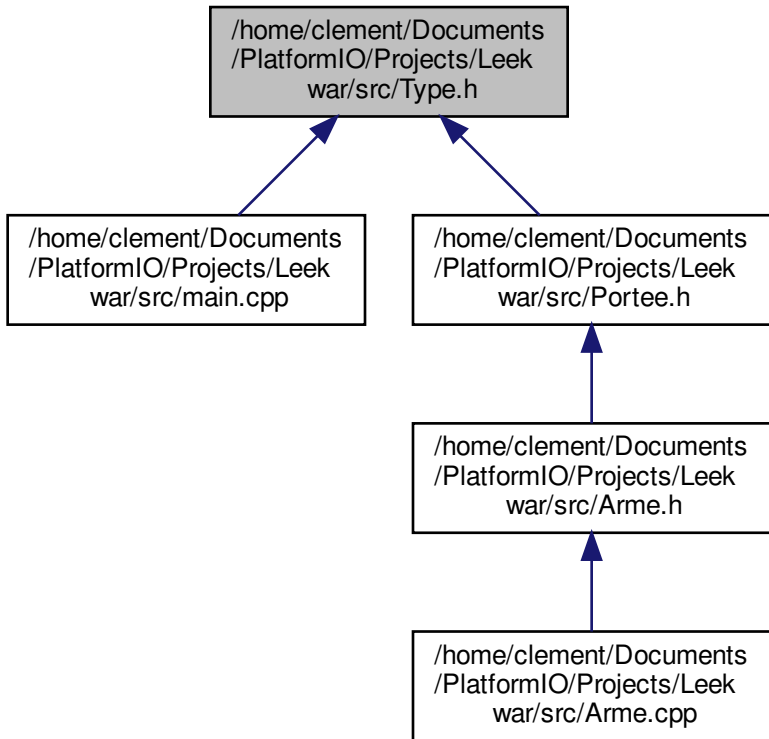 /home/clement/Documents
/PlatformIO/Projects/Leek
war/src/Type.h
/home/clement/Documents
/PlatformIO/Projects/Leek
war/src/main.cpp
/home/clement/Documents
/PlatformIO/Projects/Leek
war/src/Portee.h
/home/clement/Documents
/PlatformIO/Projects/Leek
war/src/Arme.h
/home/clement/Documents
/PlatformIO/Projects/Leek
war/src/Arme.cpp